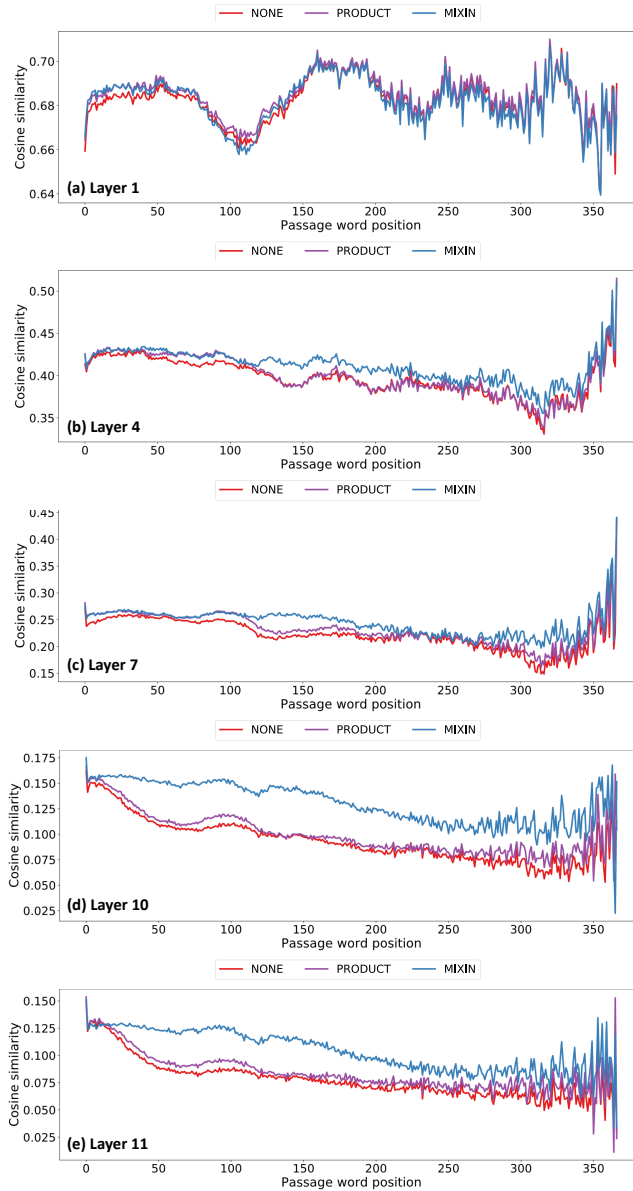 NONE PRODUCT MIXIN
0.70
0.68
0.66
0.64
Cosine similarity
(a) Layer 1
0 50 100 150 200 250 300 350
Passage word position
NONE PRODUCT MIXIN
0.50
0.45
0.40
0.35
Cosine similarity
(b) Layer 4
0 50 100 150 200 250 300 350
Passage word position
NONE PRODUCT MIXIN
0.45
0.40
0.35
0.30
0.25
0.20
0.15
Cosine similarity
(c) Layer 7
0 50 100 150 200 250 300 350
Passage word position
NONE PRODUCT MIXIN
0.175
0.150
0.125
0.100
0.075
0.050
0.025
Cosine similarity
(d) Layer 10
0 50 100 150 200 250 300 350
Passage word position
NONE PRODUCT MIXIN
0.150
0.125
0.100
0.075
0.050
0.025
Cosine similarity
(e) Layer 11
0 50 100 150 200 250 300 350
Passage word position